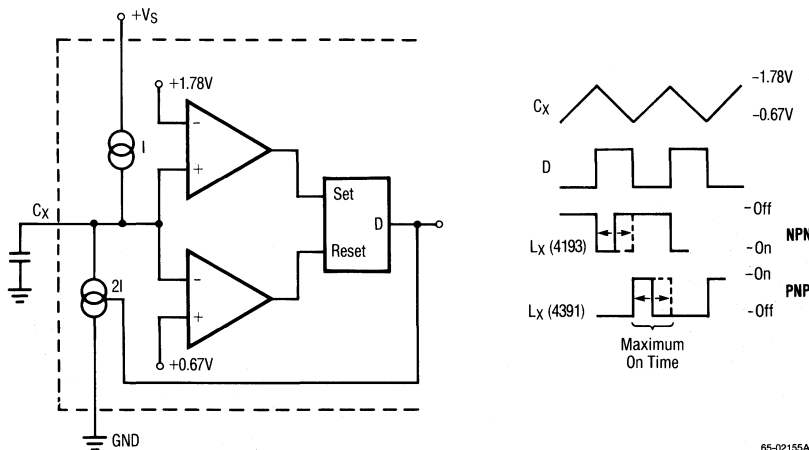 +VS
+1.78V
−
+
I
CX
Set
D
Reset
2I
−
+
+0.67V
GND
CX
−1.78V
−0.67V
D
LX (4193)
−Off
−On
NPN
LX (4391)
−On
−Off
PNP
Maximum
On Time
65-02155A